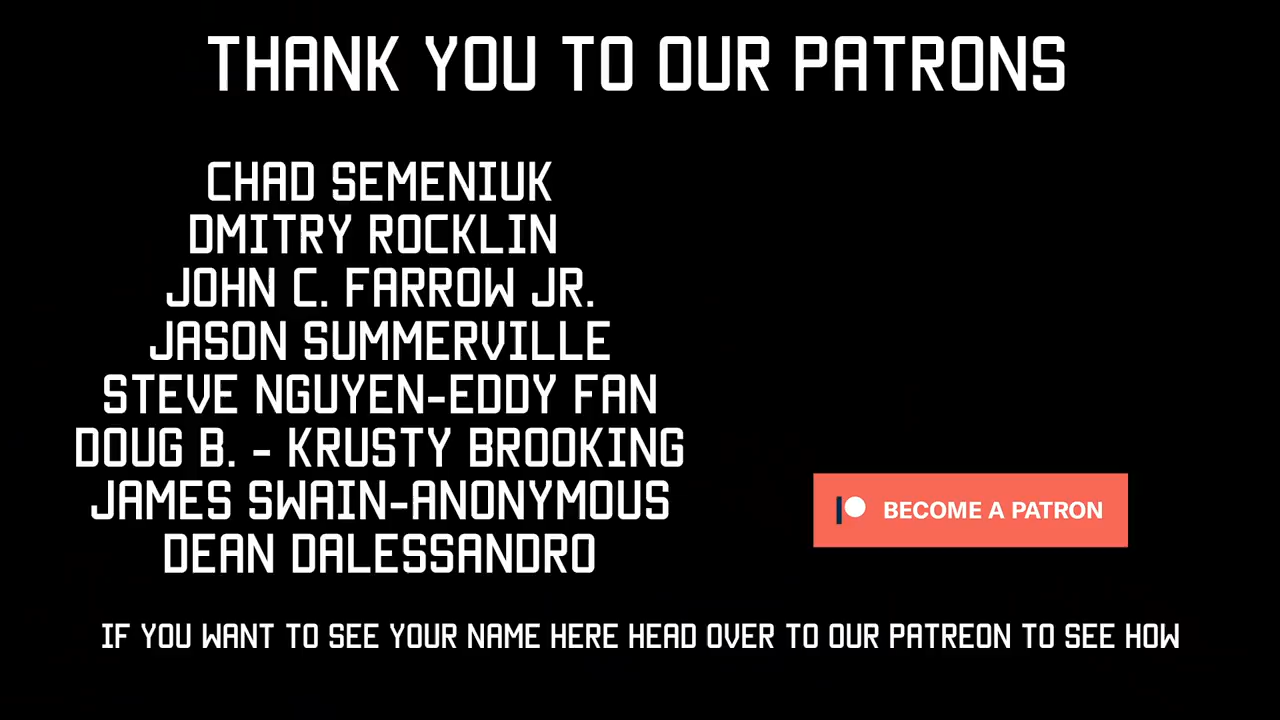 THANK YOU TO OUR PATRONS
CHAD SEMENIUK
DMITRY ROCKLIN
JOHN C. FARROW JR.
JASON SUMMERVILLE
STEVE NGUYEN-EDDY FAN
DOUG B. - KRUSTY BROOKING
JAMES SWAIN-ANONYMOUS
DEAN DALESSANDRO
BECOME A PATRON
IF YOU WANT TO SEE YOUR NAME HERE HEAD OVER TO OUR PATREON TO SEE HOW